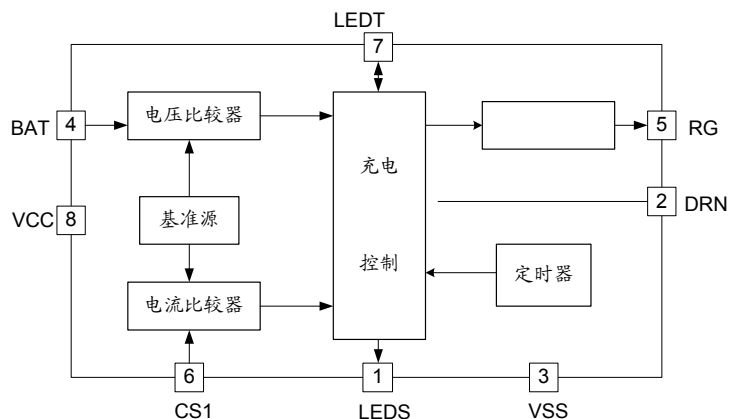 LEDT
7
BAT
4
电压比较器
充电
5
RG
2
DRN
VCC
8
基准源
控制
定时器
电流比较器
6
1
3
CS1
LEDS
VSS